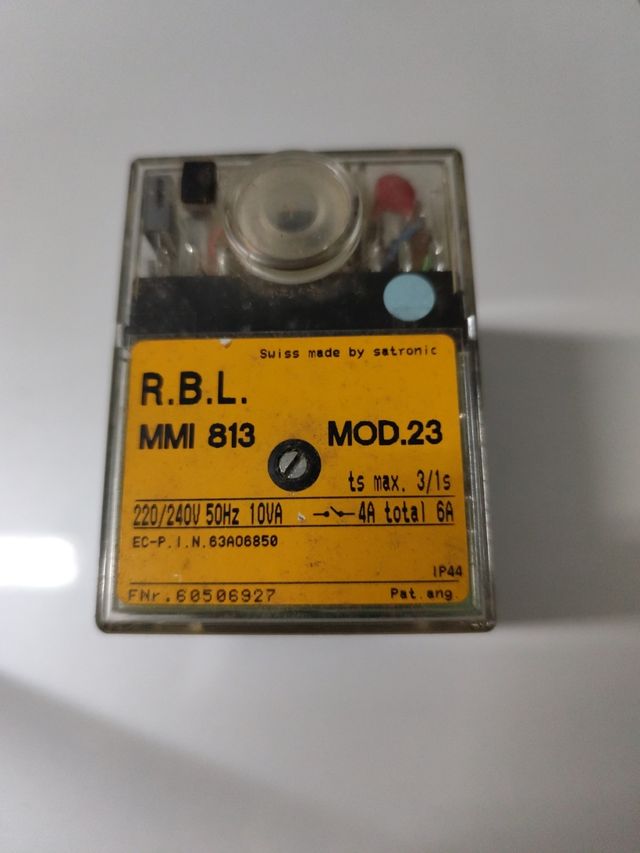 Swiss made by satronic
R.B.L.
MMI 813 MOD.23
ts max. 3/1s
220/240V 50Hz 10VA 4A total 6A
EC-P.I.N.63AO6850
IP44
FNr.60506927 Pat.ang.